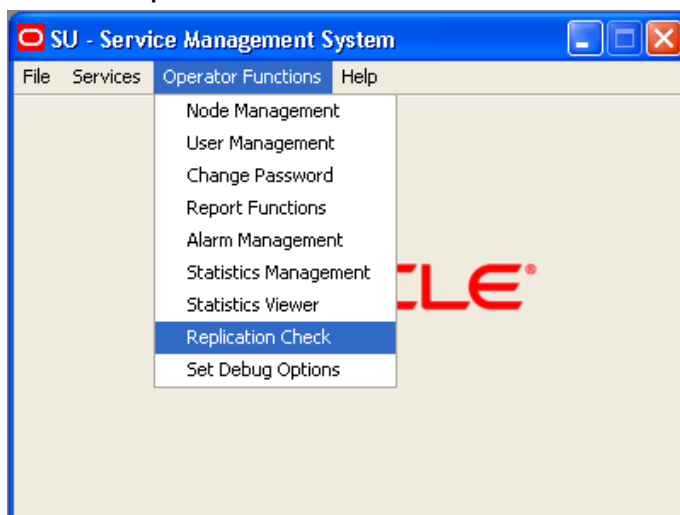 SU - Service Management System
File Services Operator Functions Help
Node Management
User Management
Change Password
Report Functions
Alarm Management
Statistics Management
Statistics Viewer
Replication Check
Set Debug Options
CLE®